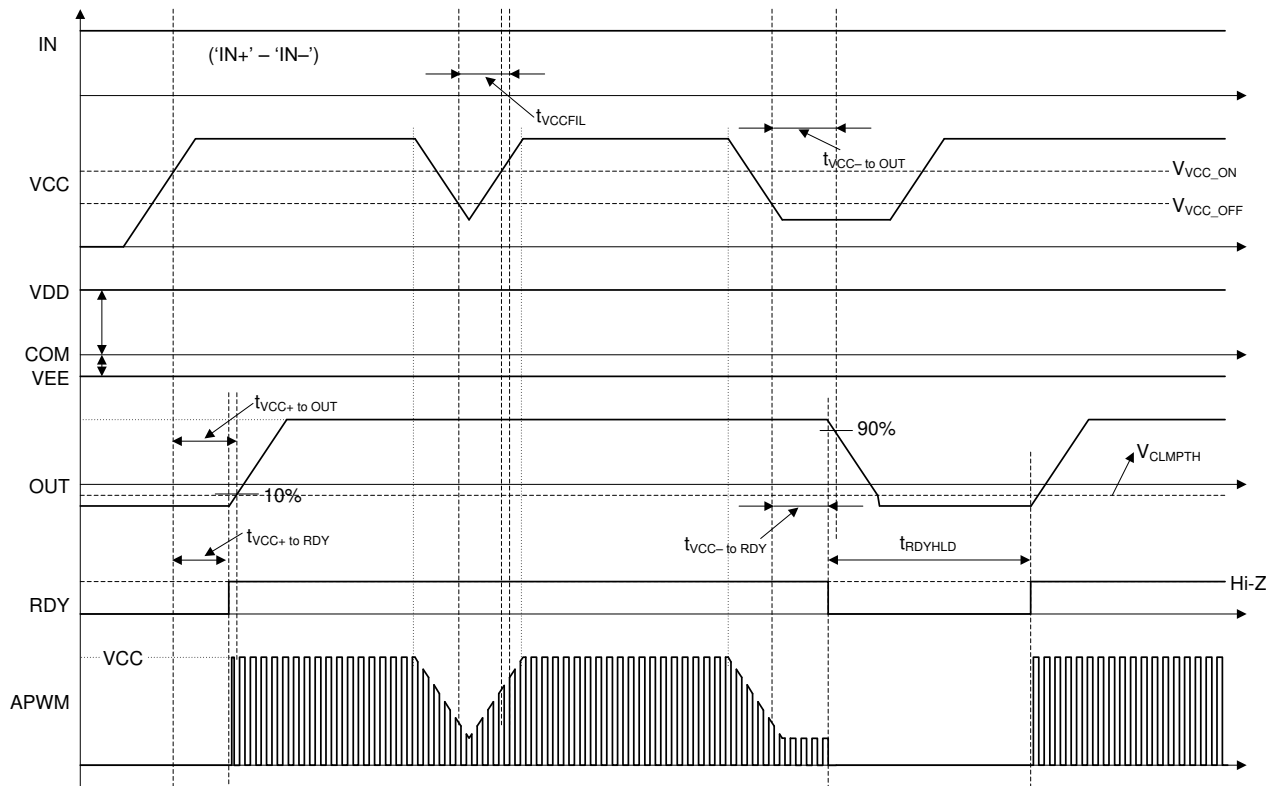 IN
(‘IN+’ – ‘IN–’)
tVCCFIL
tVCC– to OUT
VCC
VVCC_ON
VVCC_OFF
VDD
COM
VEE
tVCC+ to OUT
90%
VCLMPTH
OUT
10%
tVCC+ to RDY
tVCC– to RDY
tRDYHLD
Hi-Z
RDY
VCC
APWM